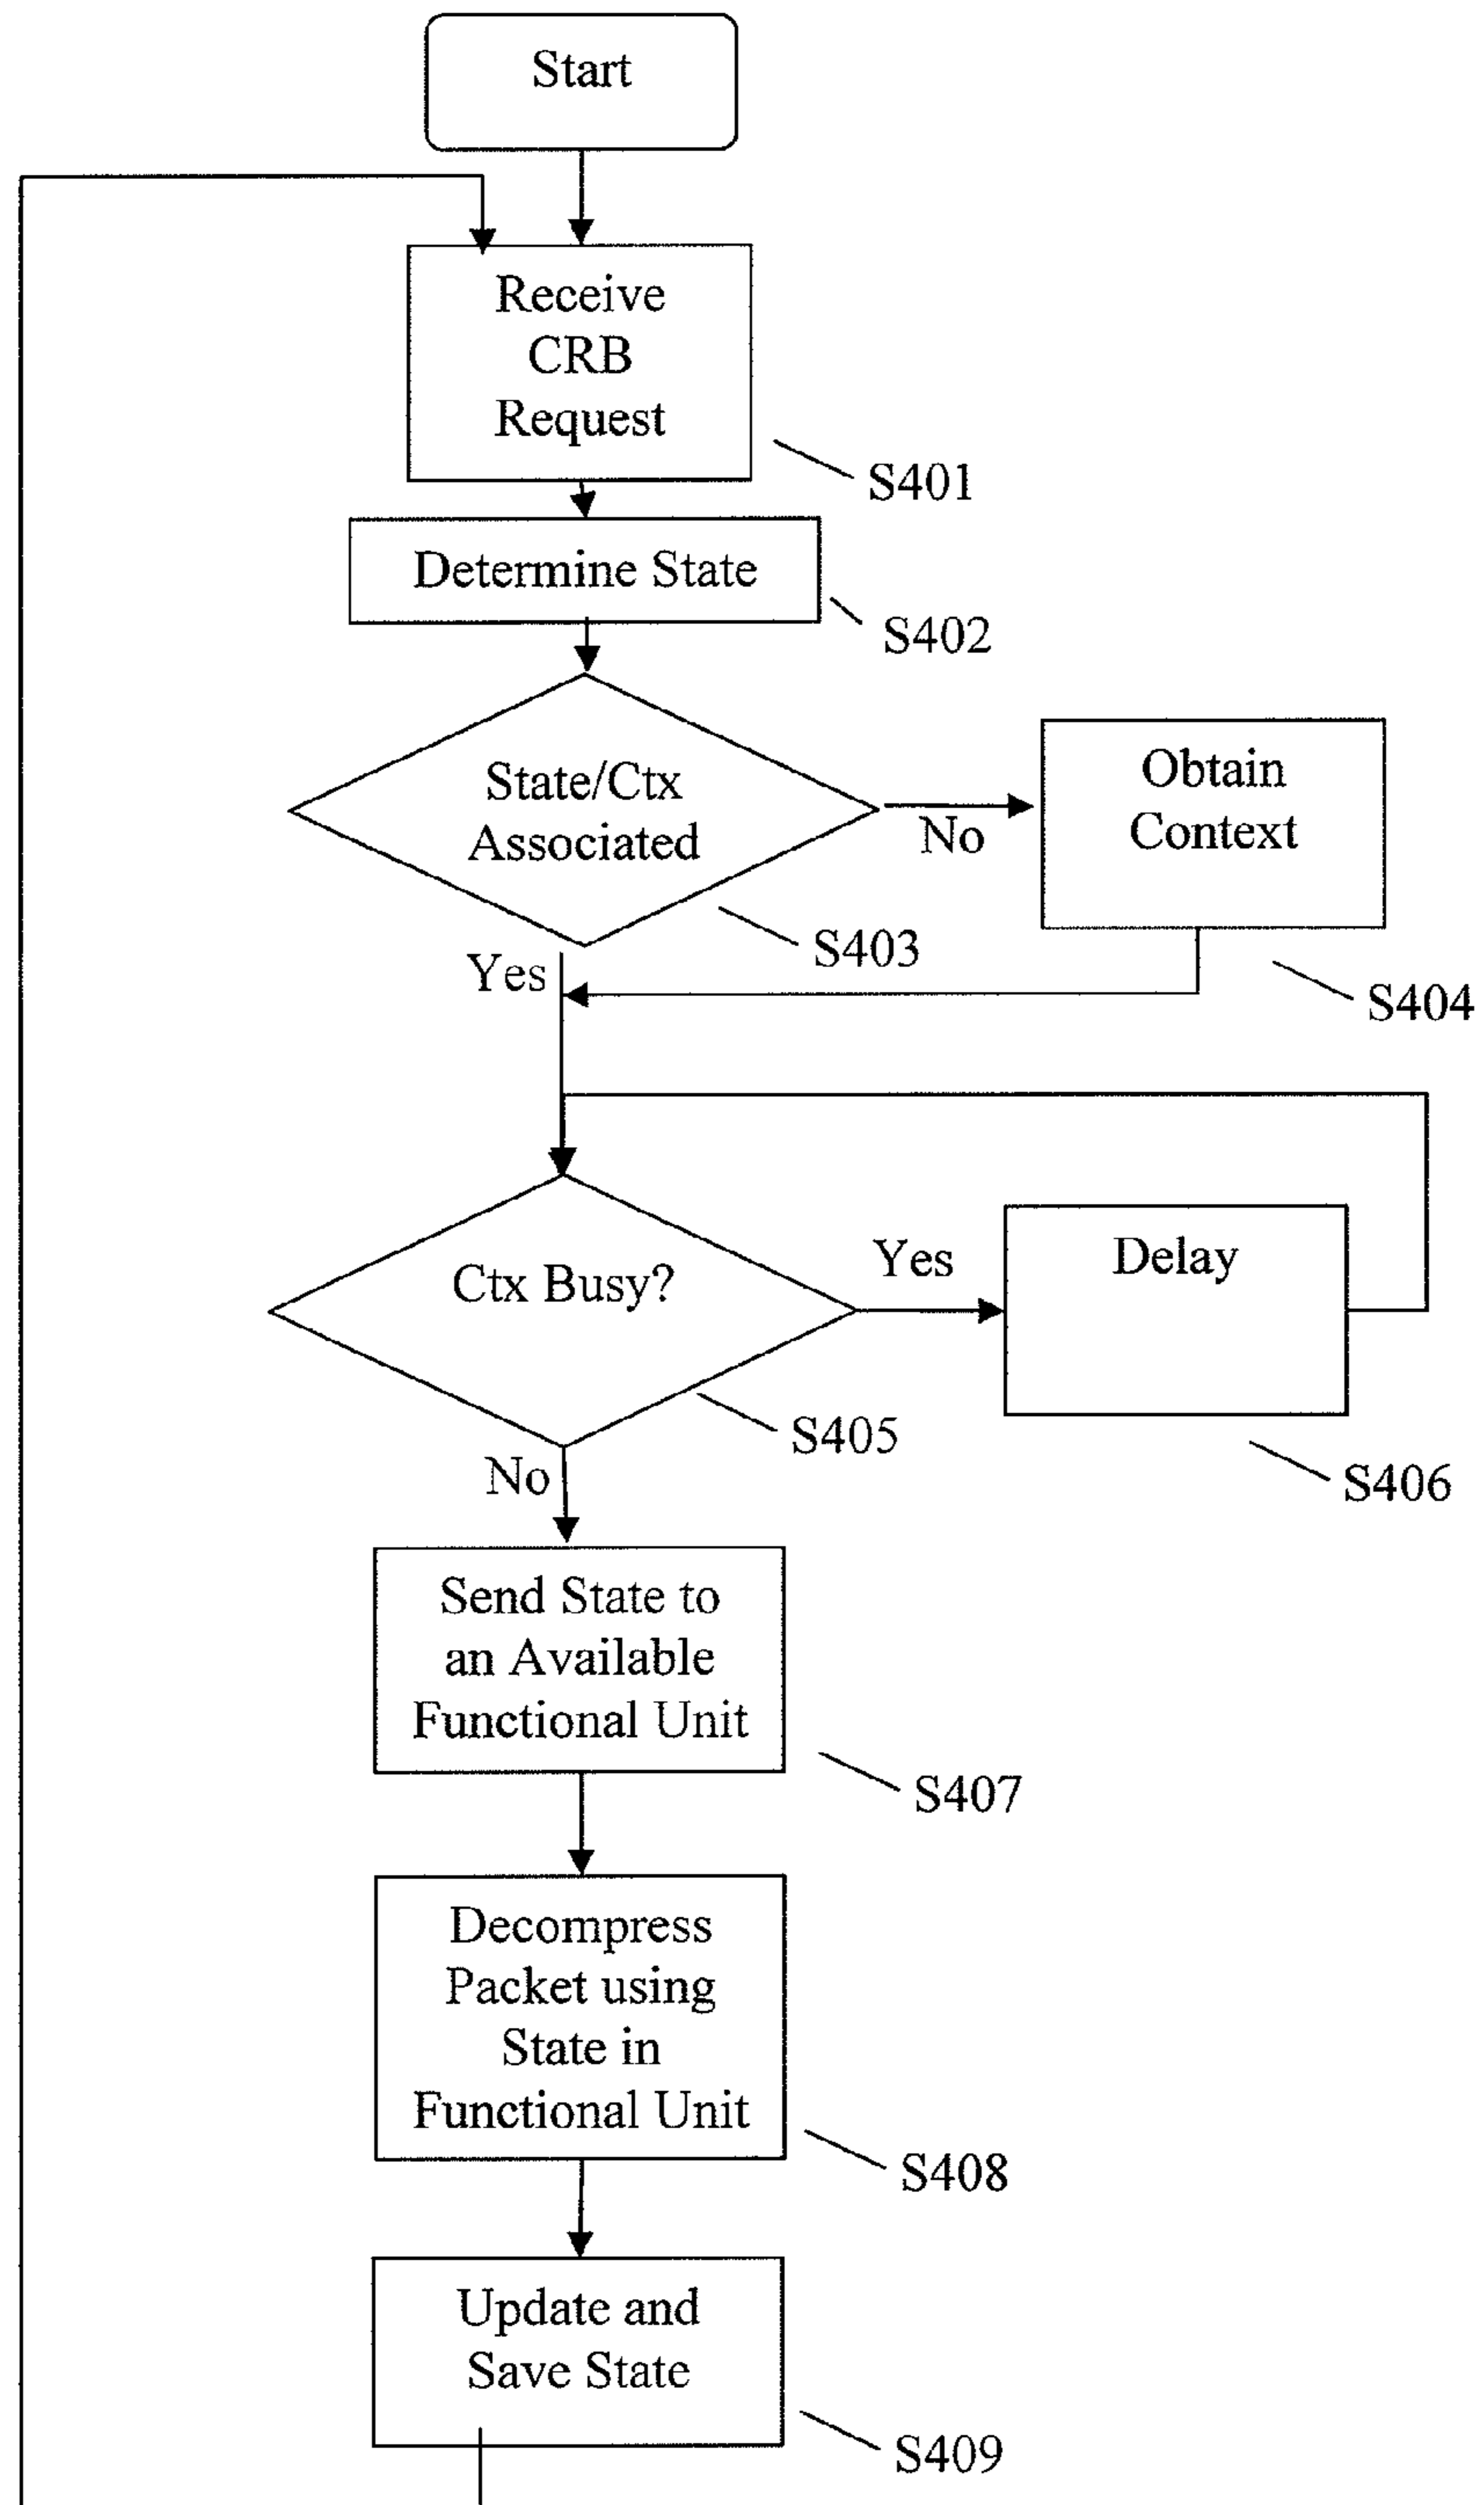 Start
Receive
CRB
Request
S401
Determine State
S402
State/Ctx
Associated
No
Obtain
Context
S403
Yes
S404
Ctx Busy?
Yes
Delay
S405
No
S406
Send State to
an Available
Functional Unit
S407
Decompress
Packet using
State in
Functional Unit
S408
Update and
Save State
S409